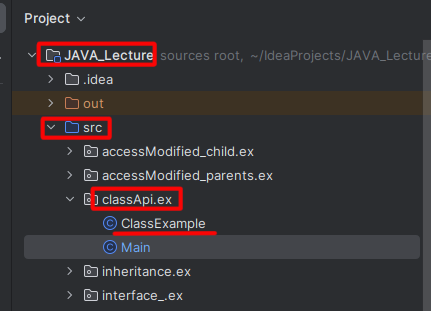 Project
JAVA_Lecture sources root, ~/IdeaProjects/JAVA_Lecture
.idea
out
src
accessModified_child.ex
accessModified_parents.ex
classApi.ex
ClassExample
Main
inheritance.ex
interface_.ex